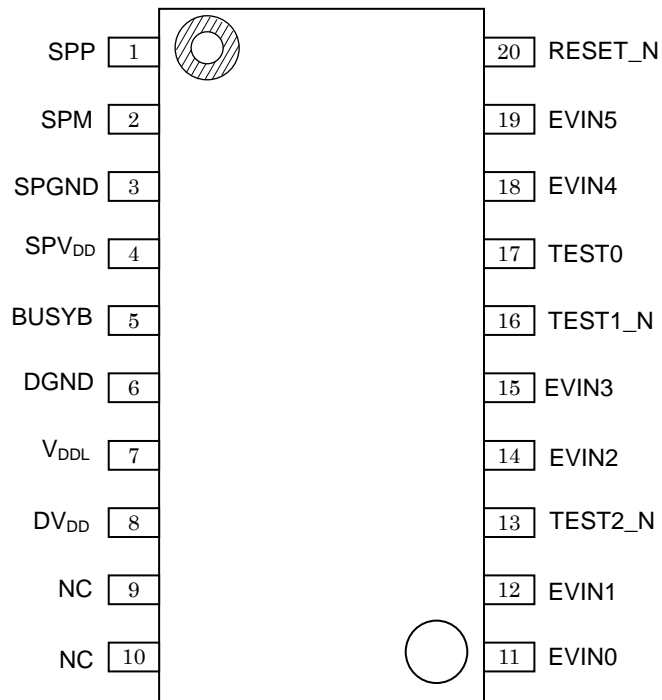 SPP 1 20 RESET_N
SPM 2 19 EVIN5
SPGND 3 18 EVIN4
SPVDD 4 17 TEST0
BUSYB 5 16 TEST1_N
DGND 6 15 EVIN3
VDDL 7 14 EVIN2
DVDD 8 13 TEST2_N
NC 9 12 EVIN1
NC 10 11 EVIN0